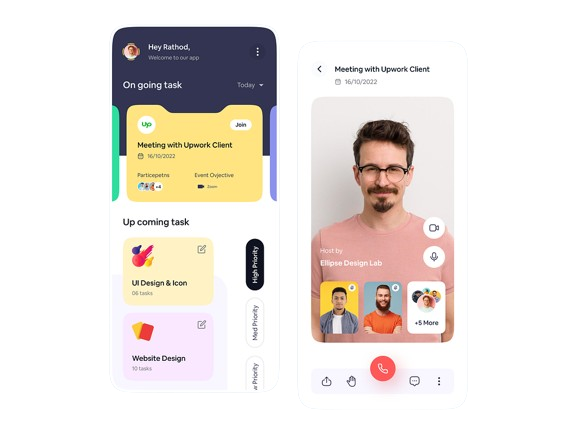 Hey Rathod,
Welcome to our app
On going task
Today
Up
Join
Meeting with Upwork Client
16/10/2022
Particepetns
Event Ovjective
+4
Zoom
Up coming task
UI Design & Icon
06 tasks
Website Design
10 tasks
High Priority
Med Priority
w Priority
Meeting with Upwork Client
16/10/2022
Host by
Ellipse Design Lab
+5 More